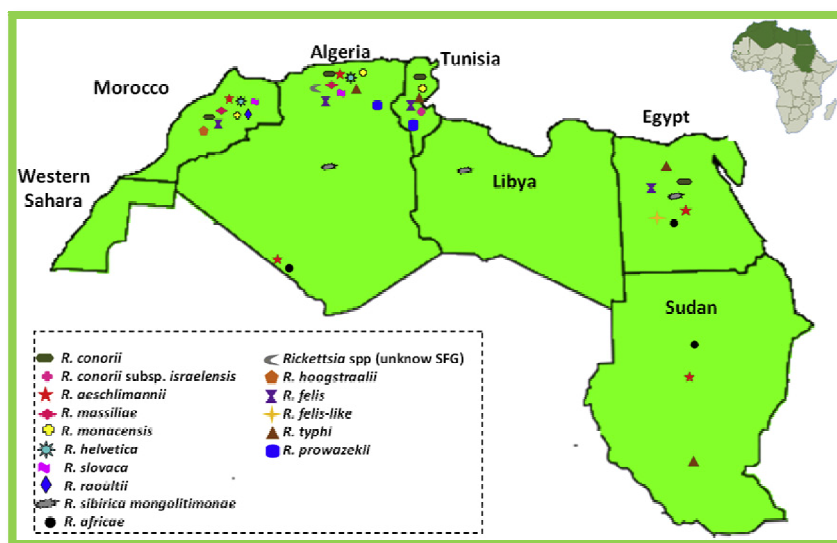 Algeria
Tunisia
Morocco
Egypt
Western
Sahara
Libya
Sudan
R. conorii
R. conorii subsp. israelensis
R. aeschlimannii
R. massiliae
R. monacensis
R. helvetica
R. slovaca
R. raoultii
R. sibirica mongolitimonae
R. africae
Rickettsia spp (unknow SFG)
R. hoogstraalii
R. felis
R. felis-like
R. typhi
R. prowazekii